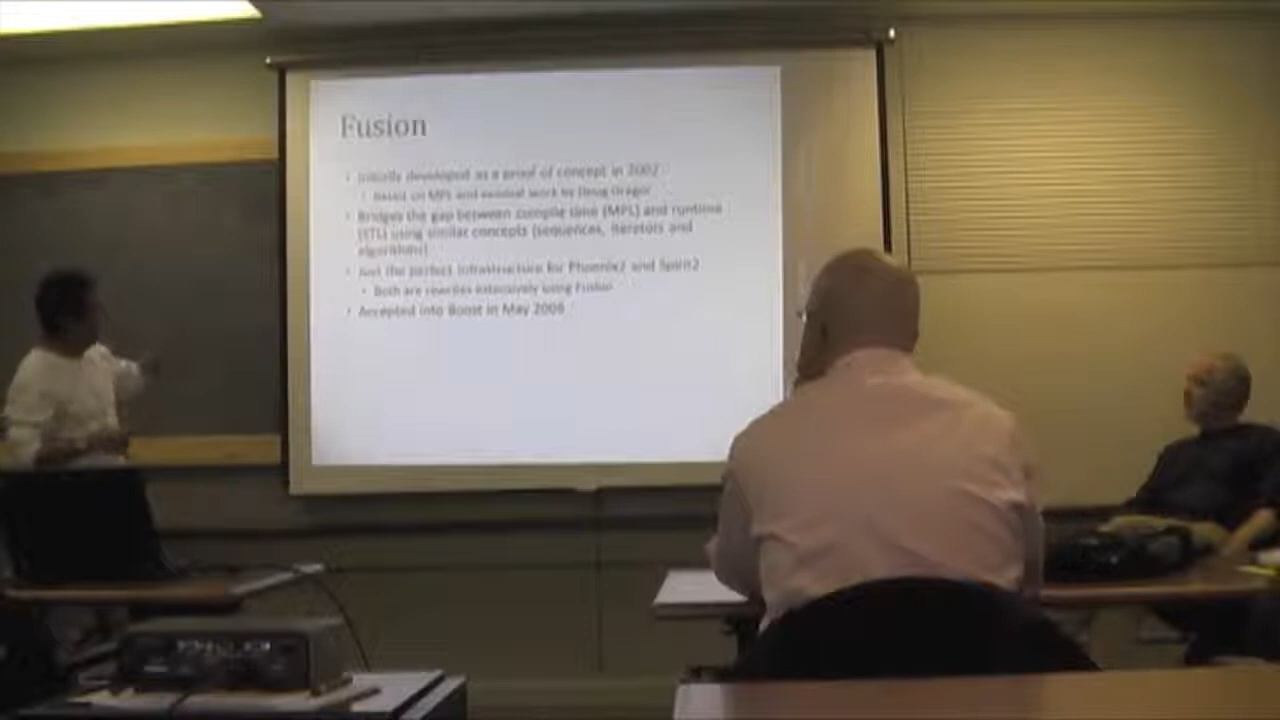 Fusion
Initially developed as a proof of concept in 2002
Based on MPL and seminal work by Doug Gregor
Bridges the gap between compile time (MPL) and runtime
(STL) using similar concepts (sequences, iterators and
algorithms)
Just the perfect infrastructure for Phoenix2 and Spirit2
Both are rewrites extensively using Fusion
Accepted into Boost in May 2006